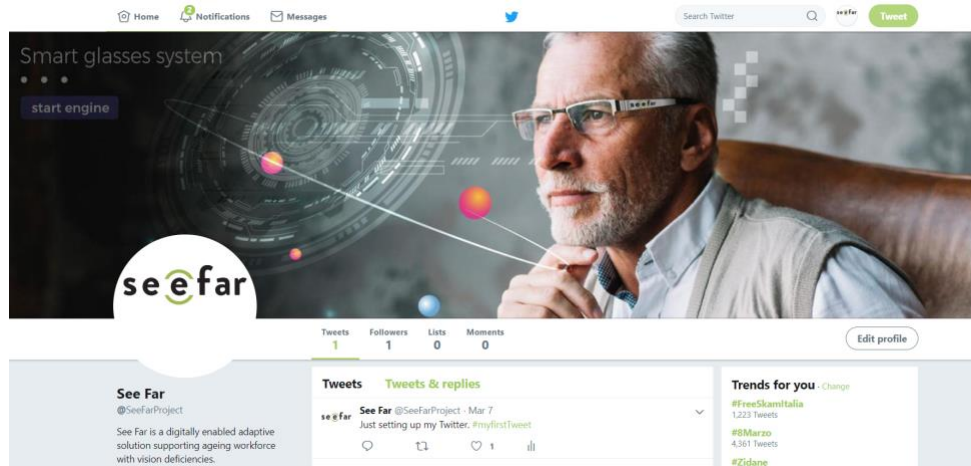 Home
2
Notifications
Messages
Search Twitter
seefar
Tweet
Smart glasses system
start engine
seefar
seefar
Tweets
1
Followers
1
Lists
0
Moments
0
Edit profile
See Far
@SeeFarProject
See Far is a digitally enabled adaptive
solution supporting ageing workforce
with vision deficiencies.
Tweets
Tweets & replies
seefar
See Far @SeeFarProject · Mar 7
Just setting up my Twitter. #myfirstTweet
1
Trends for you · Change
#FreeSkamItalia
1,223 Tweets
#8Marzo
4,361 Tweets
#Zidane